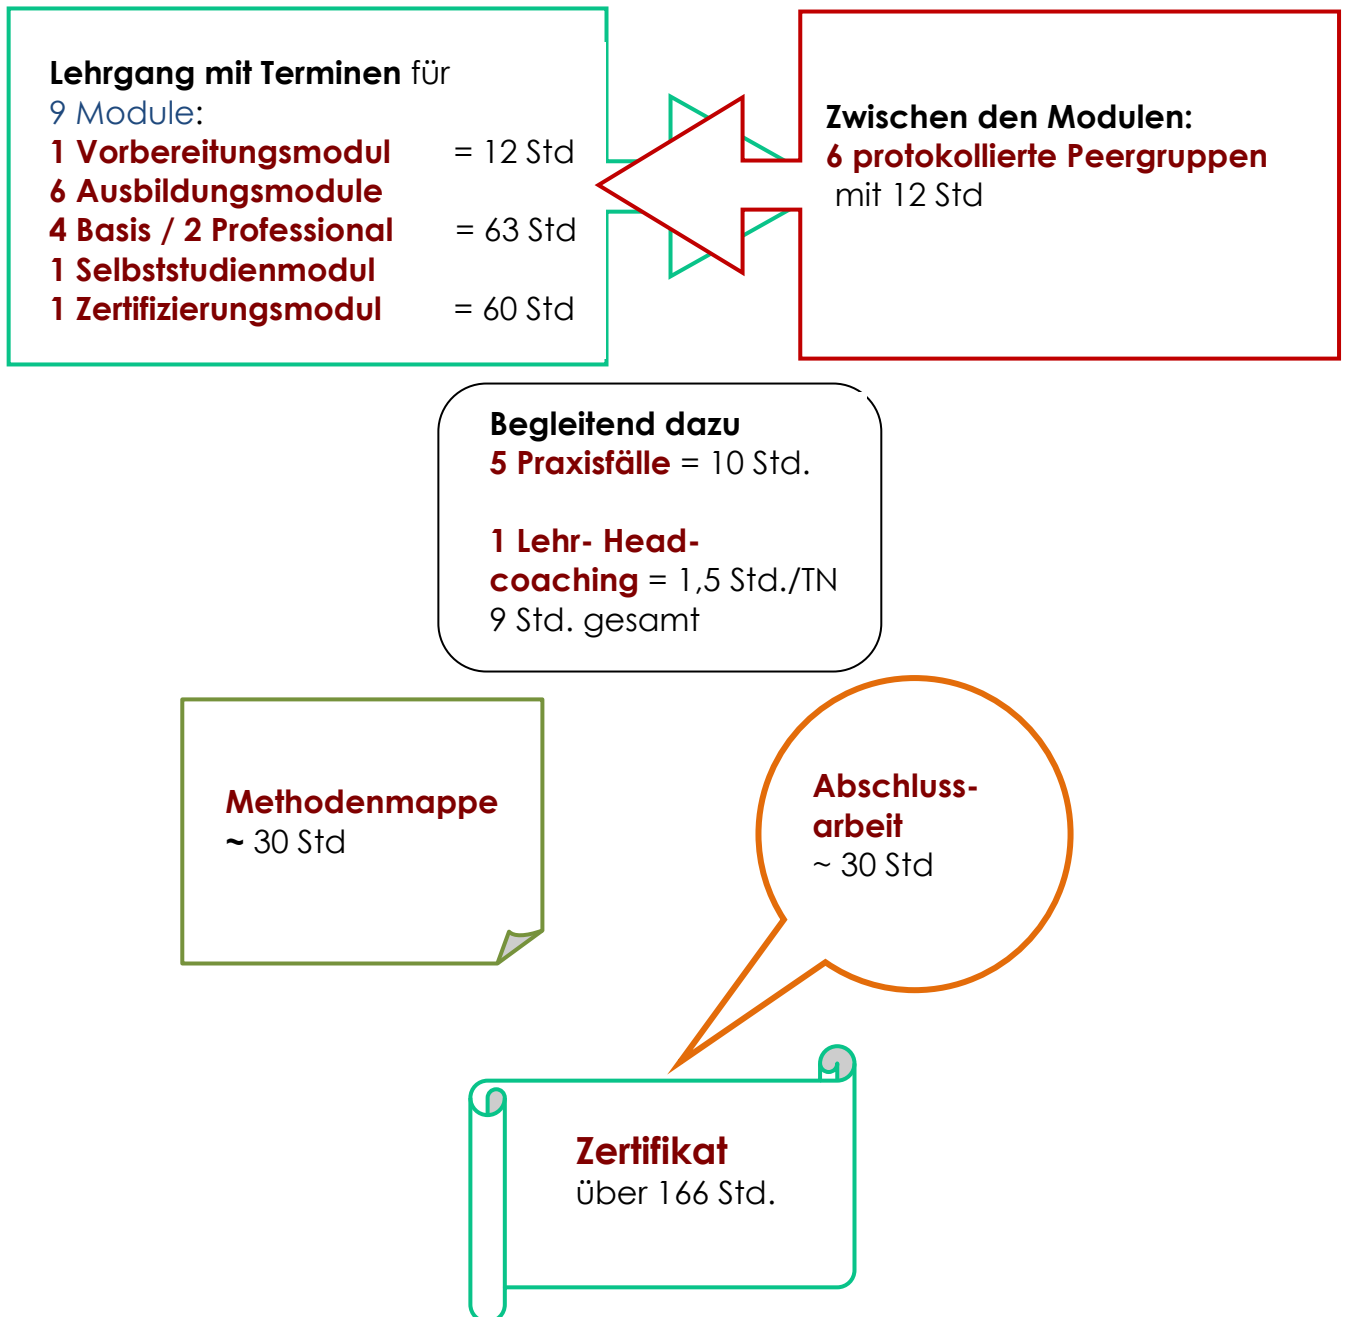 Lehrgang mit Terminen für
9 Module:
1 Vorbereitungsmodul = 12 Std
6 Ausbildungsmodule
4 Basis / 2 Professional = 63 Std
1 Selbststudienmodul
1 Zertifizierungsmodul = 60 Std
Zwischen den Modulen:
6 protokollierte Peergruppen
mit 12 Std
Begleitend dazu
5 Praxisfälle = 10 Std.
1 Lehr- Head-
coaching = 1,5 Std./TN
9 Std. gesamt
Methodenmappe
~ 30 Std
Abschluss-
arbeit
~ 30 Std
Zertifikat
über 166 Std.